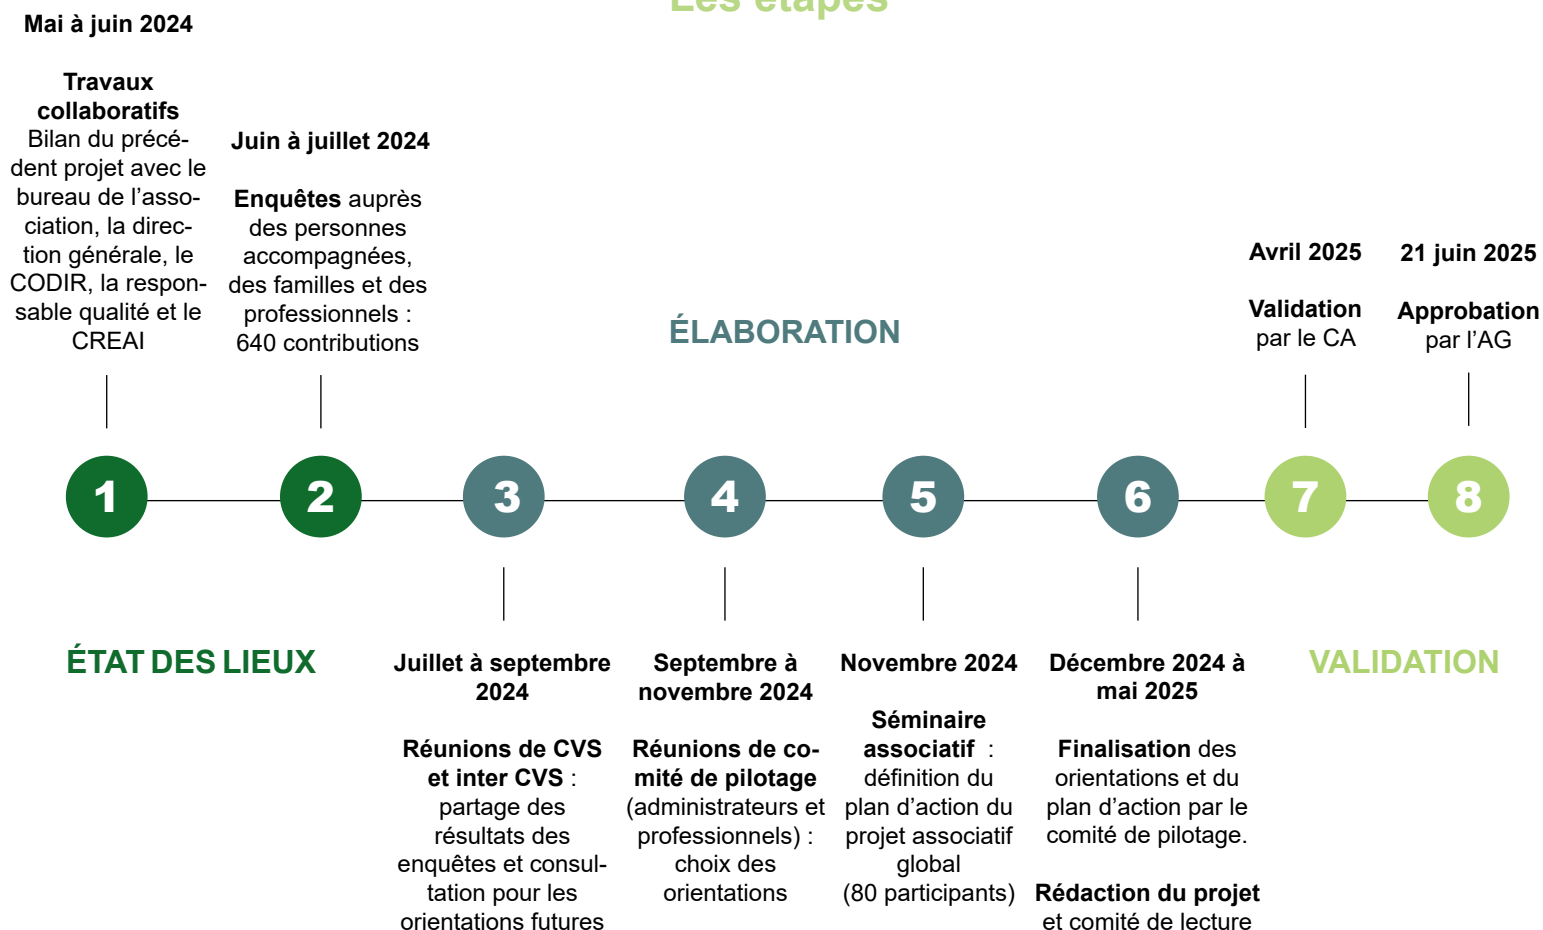 Les étapes
Mai à juin 2024
Travaux
collaboratifs
Bilan du précé-
dent projet avec le
bureau de l'asso-
ciation, la direc-
tion générale, le
CODIR, la respon-
sable qualité et le
CREAI
Juin à juillet 2024
Enquêtes auprès
des personnes
accompagnées,
des familles et des
professionnels :
640 contributions
ÉLABORATION
Avril 2025
Validation
par le CA
21 juin 2025
Approbation
par l'AG
1
2
3
4
5
6
7
8
ÉTAT DES LIEUX
Juillet à septembre
2024
Réunions de CVS
et inter CVS :
partage des
résultats des
enquêtes et consul-
tation pour les
orientations futures
Septembre à
novembre 2024
Réunions de co-
mité de pilotage
(administrateurs et
professionnels) :
choix des
orientations
Novembre 2024
Séminaire
associatif :
définition du
plan d'action du
projet associatif
global
(80 participants)
Décembre 2024 à
mai 2025
Finalisation des
orientations et du
plan d'action par le
comité de pilotage.
Rédaction du projet
et comité de lecture
VALIDATION